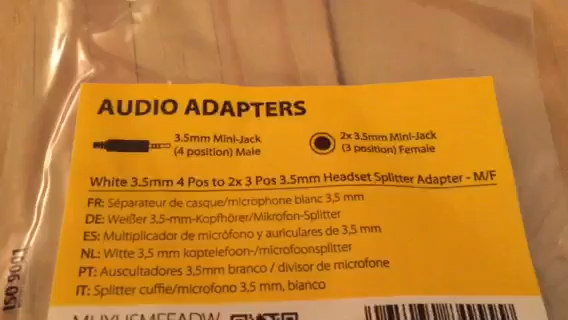 AUDIO ADAPTERS
3.5mm Mini-Jack
(4 position) Male
2x 3.5mm Mini-Jack
(3 position) Female
White 3.5mm 4 Pos to 2x 3 Pos 3.5mm Headset Splitter Adapter - M/F
FR: Séparateur de casque/microphone blanc 3,5 mm
DE: Weißer 3,5-mm-Kopfhörer/Mikrofon-Splitter
ES: Multiplicador de micrófono y auriculares de 3,5 mm
NL: Witte 3,5 mm koptelefoon-/microfoonsplitter
PT: Auscultadores 3,5mm branco / divisor de microfone
IT: Splitter cuffie/microfono 3,5 mm, bianco
ISO 9001